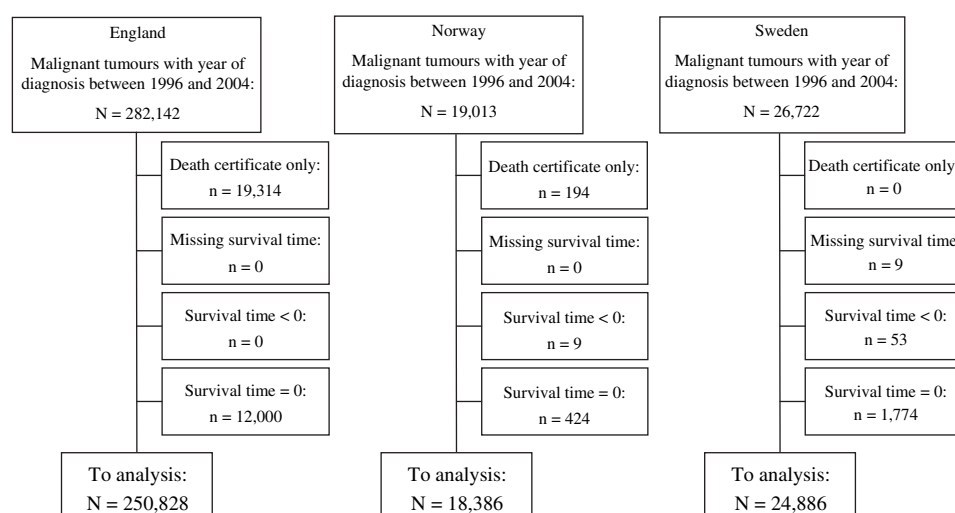 England
Malignant tumours with year of
diagnosis between 1996 and 2004:
N = 282,142
Death certificate only:
n = 19,314
Missing survival time:
n = 0
Survival time < 0:
n = 0
Survival time = 0:
n = 12,000
To analysis:
N = 250,828
Norway
Malignant tumours with year of
diagnosis between 1996 and 2004:
N = 19,013
Death certificate only:
n = 194
Missing survival time:
n = 0
Survival time < 0:
n = 9
Survival time = 0:
n = 424
To analysis:
N = 18,386
Sweden
Malignant tumours with year of
diagnosis between 1996 and 2004:
N = 26,722
Death certificate only
n = 0
Missing survival time
n = 9
Survival time < 0:
n = 53
Survival time = 0:
n = 1,774
To analysis:
N = 24,886